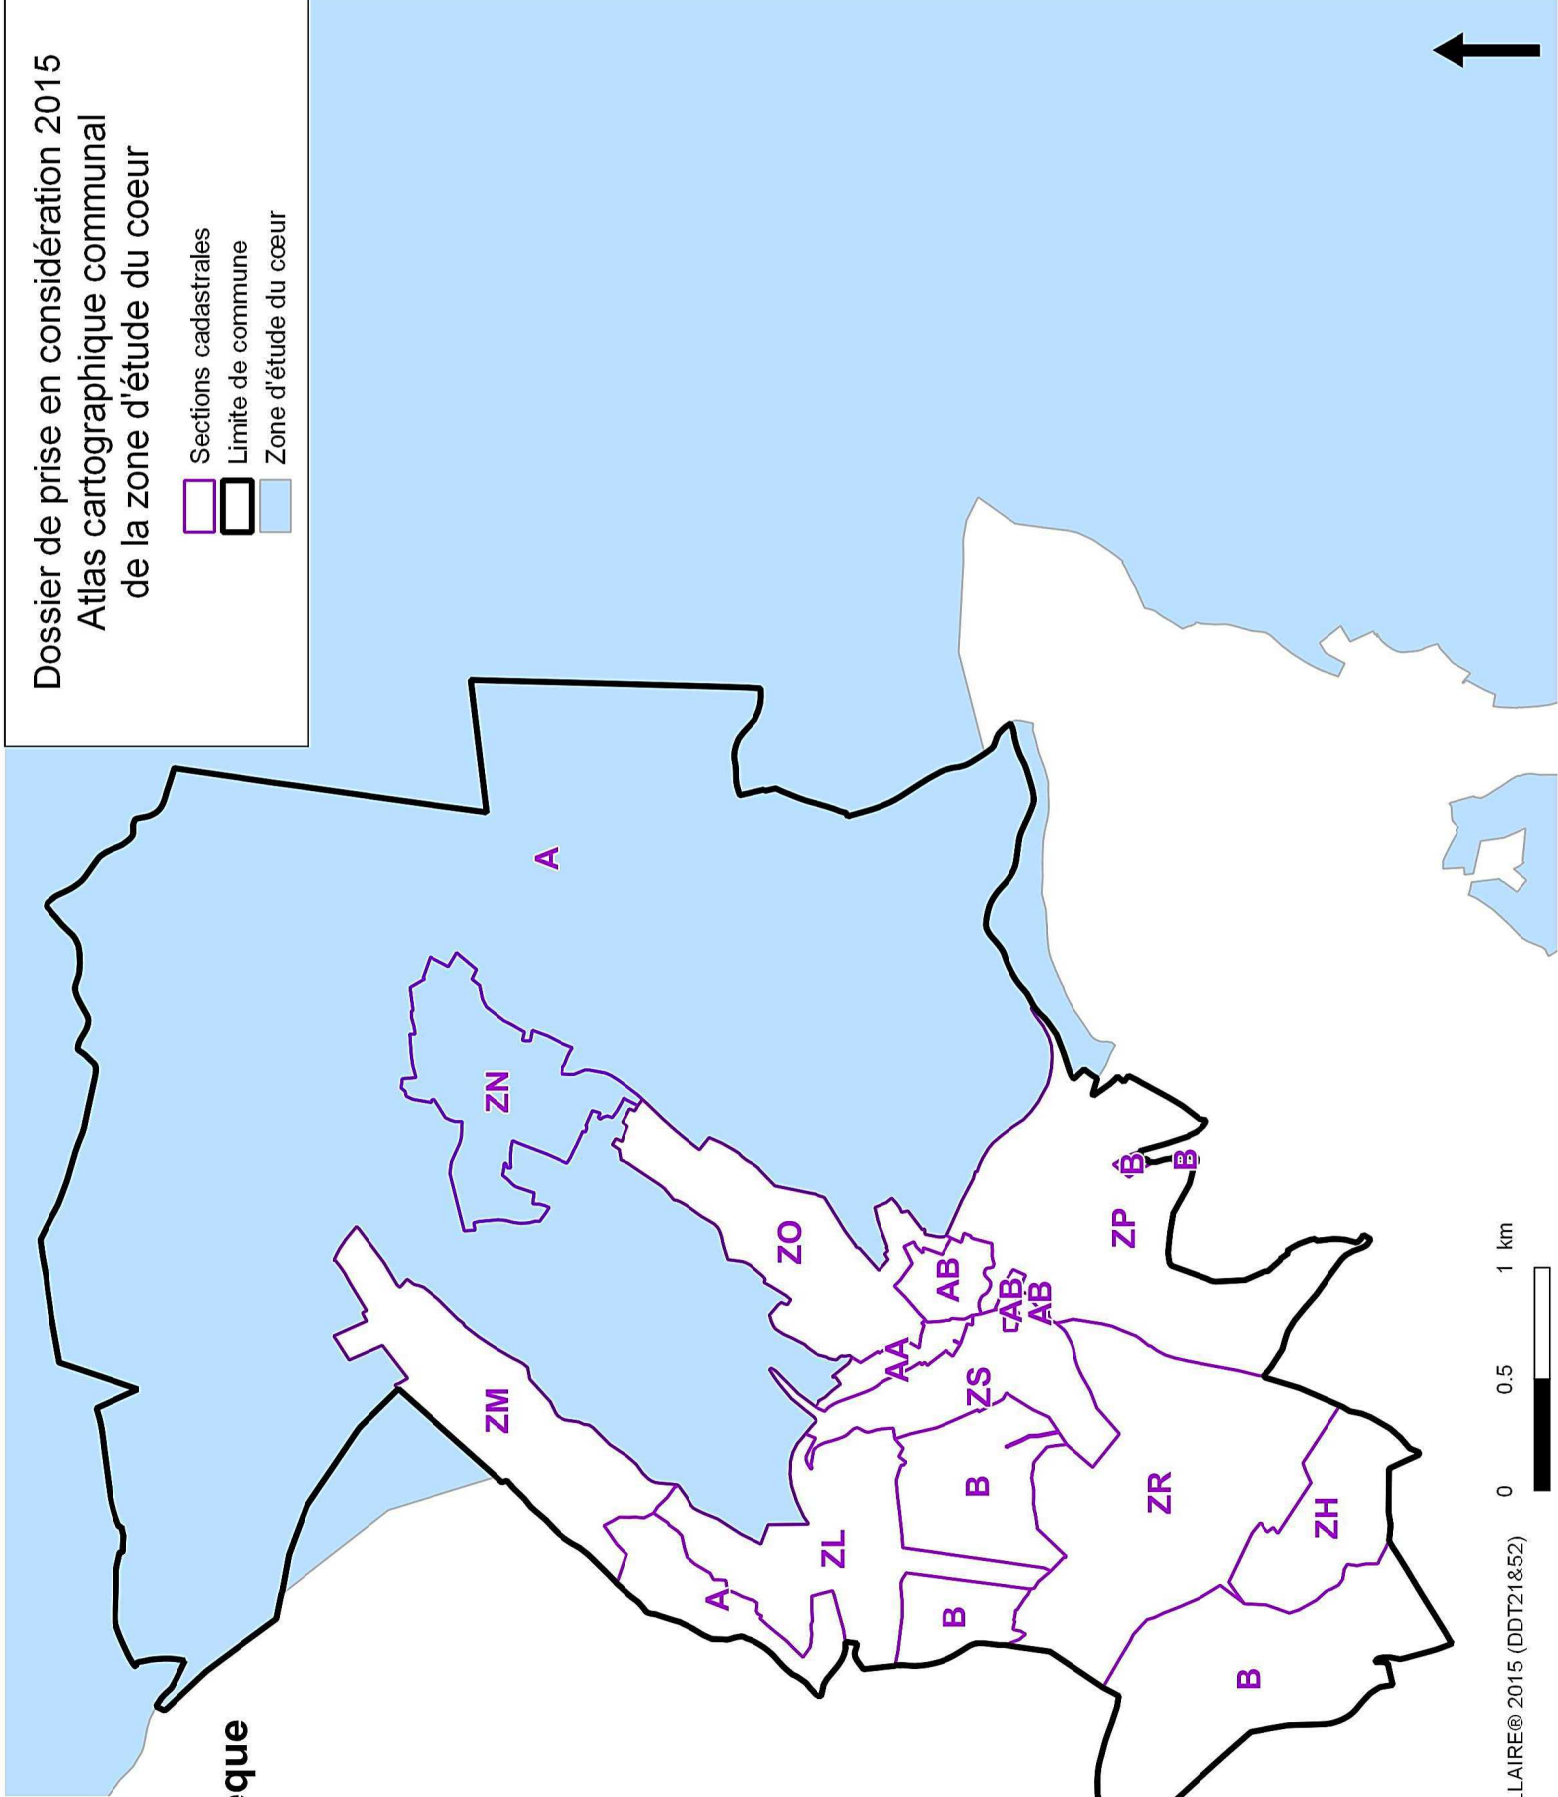 Dossier de prise en considération 2015
Atlas cartographique communal
de la zone d'étude du coeur
Sections cadastrales
Limite de commune
Zone d'étude du cœur
A
ZN
ZM
ZO
AB
AB
AB
AA
ZS
ZP
B
B
A
ZL
B
B
ZR
ZH
B
0 0.5 1 km
2015 (DDT21&52)